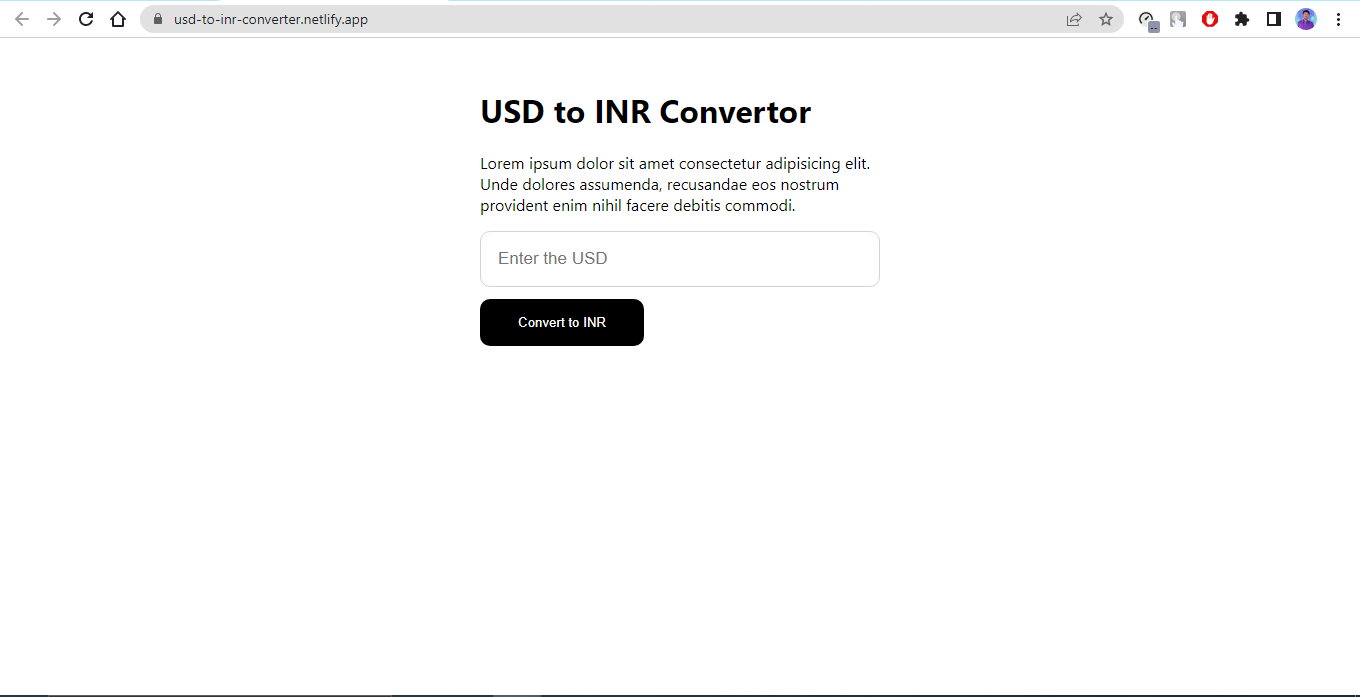 usd-to-inr-converter.netlify.app
USD to INR Convertor
Lorem ipsum dolor sit amet consectetur adipisicing elit.
Unde dolores assumenda, recusandae eos nostrum
provident enim nihil facere debitis commodi.
Enter the USD
Convert to INR